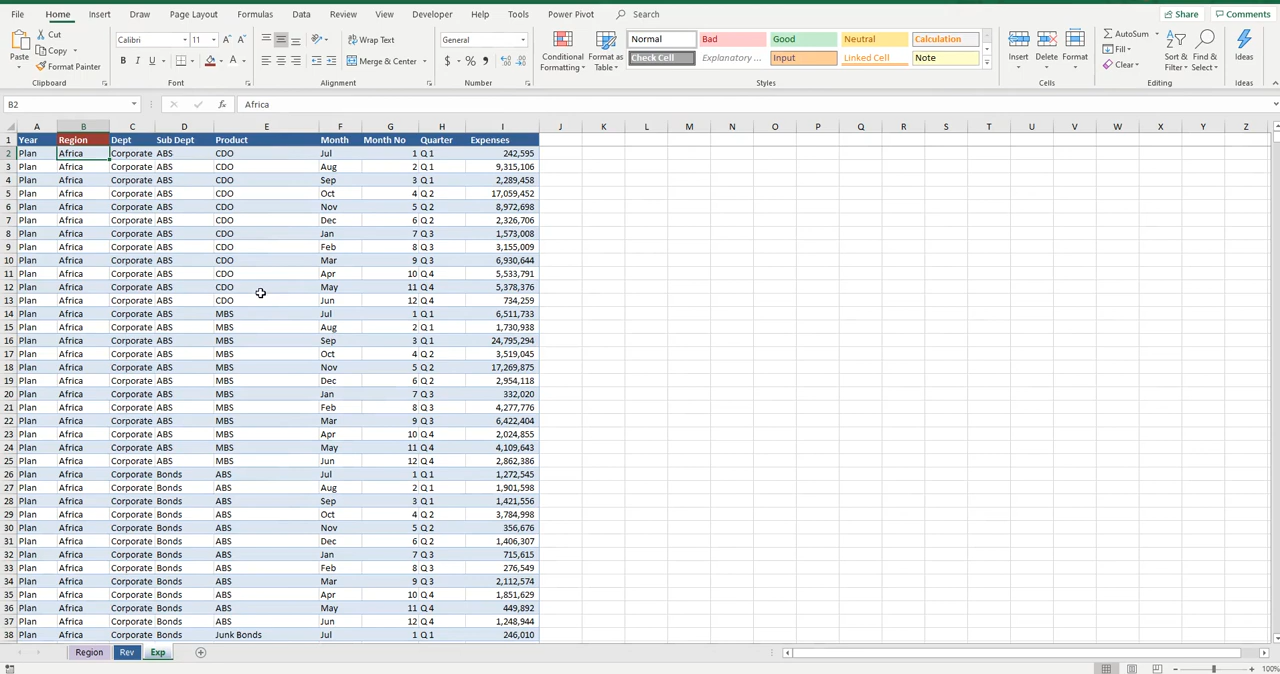 File Home Insert Draw Page Layout Formulas Data Review View Developer Help Tools Power Pivot Search Share Comments
Paste Cut Copy Format Painter Clipboard
Calibri 11 B I U A Font
Wrap Text Merge & Center Alignment
General $ % Number
Conditional Formatting Format as Table Normal Bad Good Neutral Calculation
Check Cell Explanatory ... Input Linked Cell Note Styles
Insert Delete Format Cells
AutoSum Fill Clear Sort & Filter Find & Select Editing
Ideas Ideas
B2 fx Africa
A B C D E F G H I J K L M N O P Q R S T U V W X Y Z
1 Year Region Dept Sub Dept Product Month Month No Quarter Expenses
2 Plan Africa Corporate ABS CDO Jul 1 Q 1 242,595
3 Plan Africa Corporate ABS CDO Aug 2 Q 1 9,315,106
4 Plan Africa Corporate ABS CDO Sep 3 Q 1 2,289,458
5 Plan Africa Corporate ABS CDO Oct 4 Q 2 17,059,452
6 Plan Africa Corporate ABS CDO Nov 5 Q 2 8,972,698
7 Plan Africa Corporate ABS CDO Dec 6 Q 2 2,326,706
8 Plan Africa Corporate ABS CDO Jan 7 Q 3 1,573,008
9 Plan Africa Corporate ABS CDO Feb 8 Q 3 3,155,009
10 Plan Africa Corporate ABS CDO Mar 9 Q 3 6,930,644
11 Plan Africa Corporate ABS CDO Apr 10 Q 4 5,533,791
12 Plan Africa Corporate ABS CDO May 11 Q 4 5,378,376
13 Plan Africa Corporate ABS CDO Jun 12 Q 4 734,259
14 Plan Africa Corporate ABS MBS Jul 1 Q 1 6,511,733
15 Plan Africa Corporate ABS MBS Aug 2 Q 1 1,730,938
16 Plan Africa Corporate ABS MBS Sep 3 Q 1 24,795,294
17 Plan Africa Corporate ABS MBS Oct 4 Q 2 3,519,045
18 Plan Africa Corporate ABS MBS Nov 5 Q 2 17,269,875
19 Plan Africa Corporate ABS MBS Dec 6 Q 2 2,954,118
20 Plan Africa Corporate ABS MBS Jan 7 Q 3 332,020
21 Plan Africa Corporate ABS MBS Feb 8 Q 3 4,277,776
22 Plan Africa Corporate ABS MBS Mar 9 Q 3 6,422,404
23 Plan Africa Corporate ABS MBS Apr 10 Q 4 2,024,855
24 Plan Africa Corporate ABS MBS May 11 Q 4 4,109,643
25 Plan Africa Corporate ABS MBS Jun 12 Q 4 2,862,386
26 Plan Africa Corporate Bonds ABS Jul 1 Q 1 1,272,545
27 Plan Africa Corporate Bonds ABS Aug 2 Q 1 1,901,598
28 Plan Africa Corporate Bonds ABS Sep 3 Q 1 1,421,556
29 Plan Africa Corporate Bonds ABS Oct 4 Q 2 3,784,998
30 Plan Africa Corporate Bonds ABS Nov 5 Q 2 356,676
31 Plan Africa Corporate Bonds ABS Dec 6 Q 2 1,406,307
32 Plan Africa Corporate Bonds ABS Jan 7 Q 3 715,615
33 Plan Africa Corporate Bonds ABS Feb 8 Q 3 276,549
34 Plan Africa Corporate Bonds ABS Mar 9 Q 3 2,112,574
35 Plan Africa Corporate Bonds ABS Apr 10 Q 4 1,851,629
36 Plan Africa Corporate Bonds ABS May 11 Q 4 449,892
37 Plan Africa Corporate Bonds ABS Jun 12 Q 4 1,248,944
38 Plan Africa Corporate Bonds Junk Bonds Jul 1 Q 1 246,010
Region Rev Exp
100%